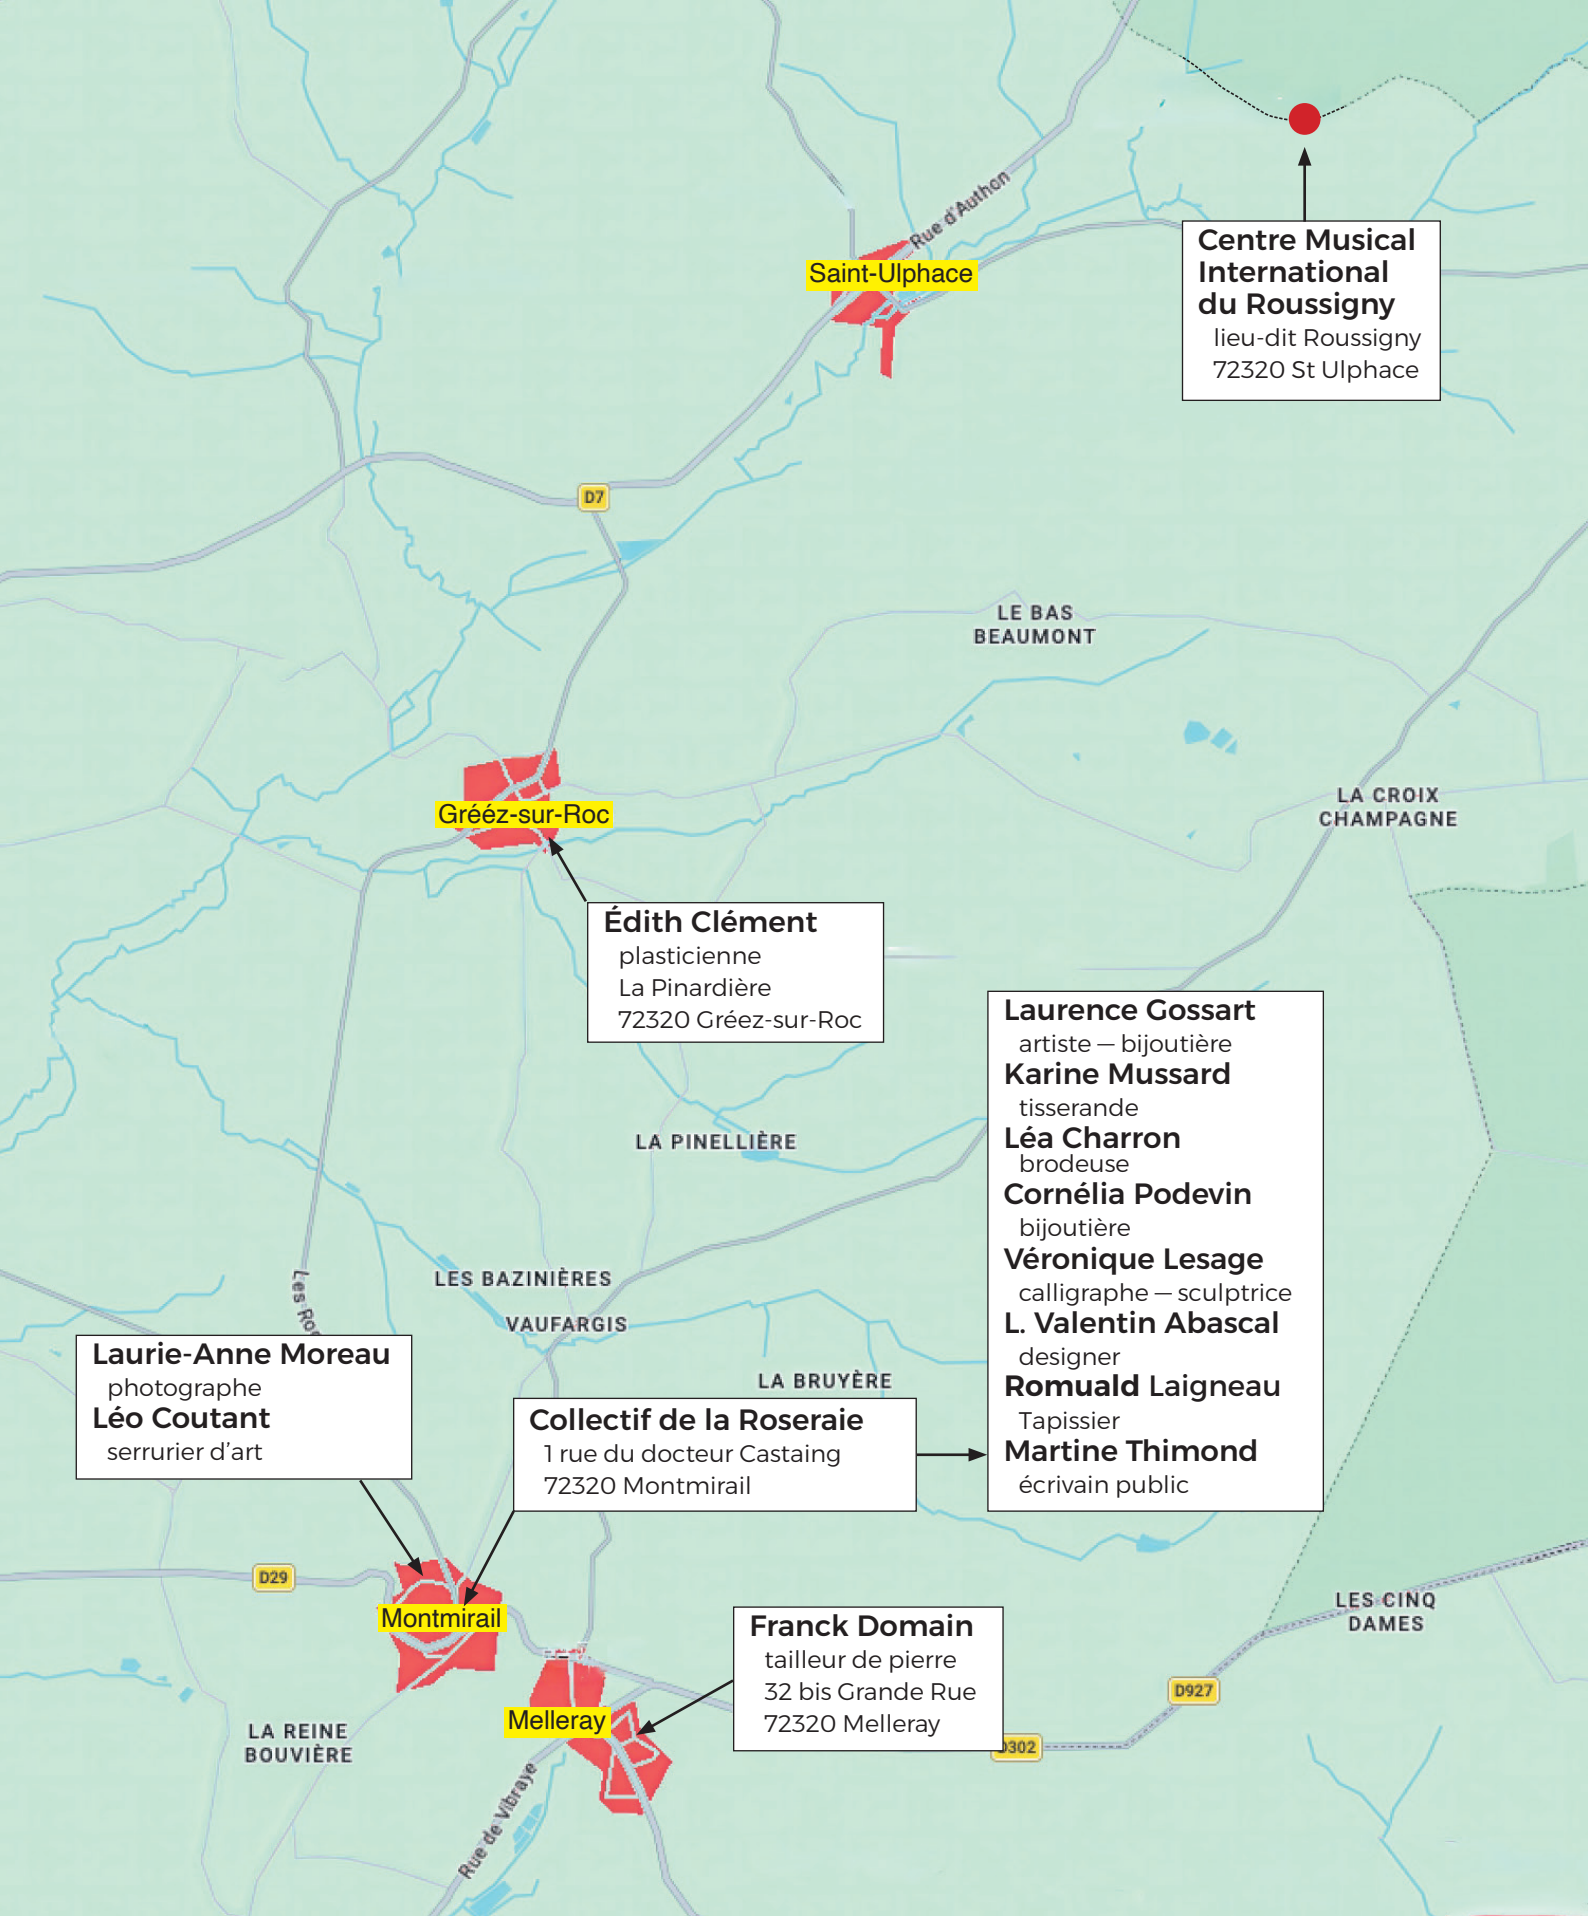 Rue d'Authon
Saint-Ulphace
Centre Musical
International
du Roussigny
lieu-dit Roussigny
72320 St Ulphace
D7
LE BAS
BEAUMONT
LA CROIX
CHAMPAGNE
Grééz-sur-Roc
Édith Clément
plasticienne
La Pinardière
72320 Gréez-sur-Roc
Laurence Gossart
artiste — bijoutière
Karine Mussard
tisserande
Léa Charron
brodeuse
Cornélia Podevin
bijoutière
Véronique Lesage
calligraphe — sculptrice
L. Valentin Abascal
designer
Romuald Laigneau
Tapissier
Martine Thimond
écrivain public
LA PINELLIÈRE
LES BAZINIÈRES
VAUFARGIS
Les Ro
Laurie-Anne Moreau
photographe
Léo Coutant
serrurier d’art
LA BRUYÈRE
Collectif de la Roseraie
1 rue du docteur Castaing
72320 Montmirail
D29
Montmirail
LES CINQ
DAMES
Franck Domain
tailleur de pierre
32 bis Grande Rue
72320 Melleray
D927
Melleray
LA REINE
BOUVIÈRE
D302
Rue de Vibraye